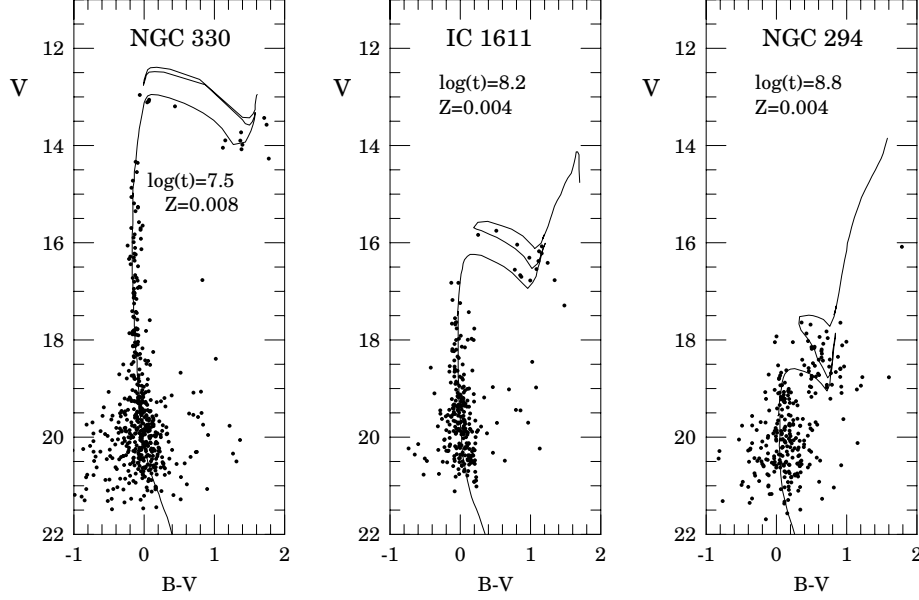 NGC 330
V
12
14
16
18
20
22
log(t)=7.5
Z=0.008
-1
0
1
2
B-V
IC 1611
V
12
14
16
18
20
22
log(t)=8.2
Z=0.004
-1
0
1
2
B-V
NGC 294
V
12
14
16
18
20
22
log(t)=8.8
Z=0.004
-1
0
1
2
B-V